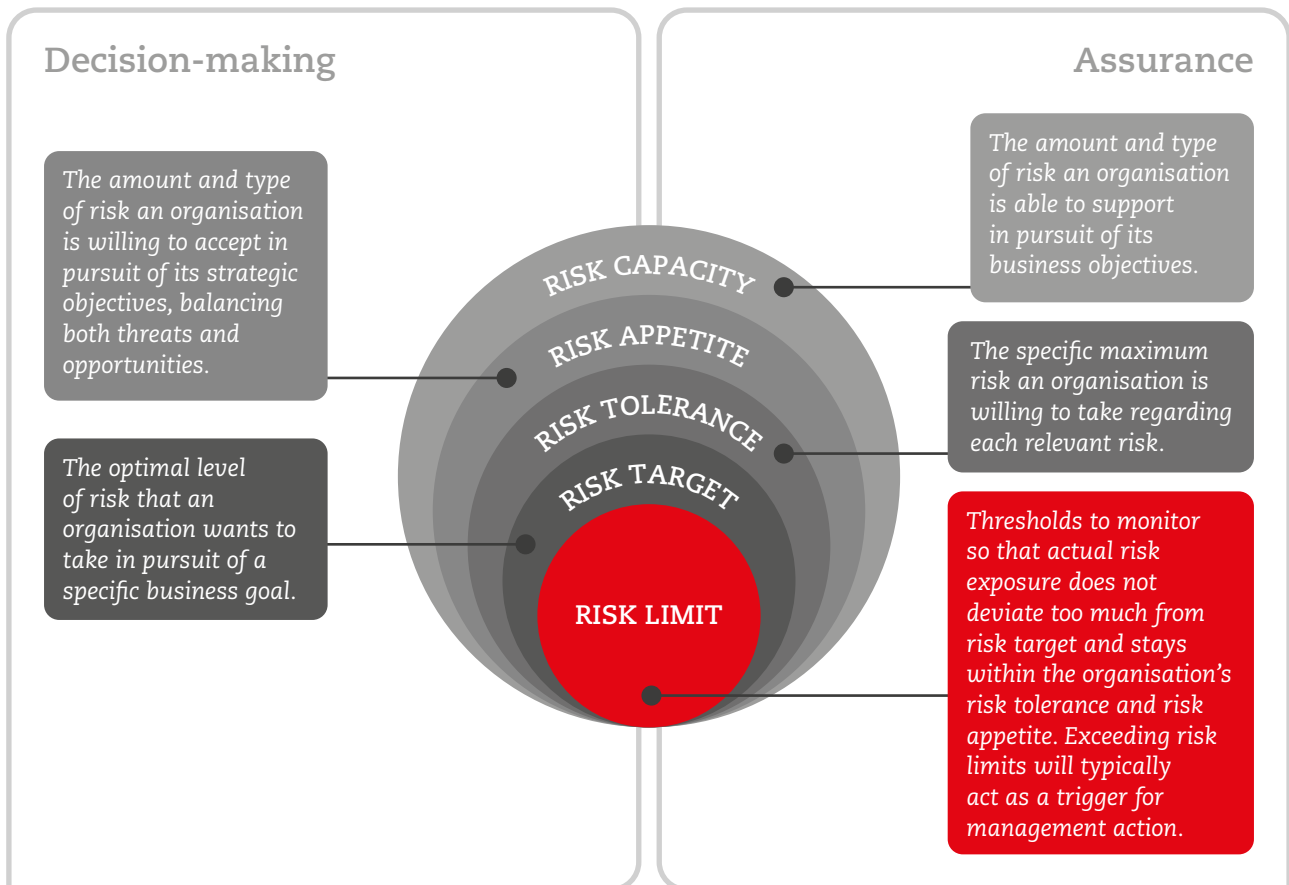 Decision-making
The amount and type
of risk an organisation
is willing to accept in
pursuit of its strategic
objectives, balancing
both threats and
opportunities.
The optimal level
of risk that an
organisation wants to
take in pursuit of a
specific business goal.
RISK CAPACITY
RISK APPETITE
RISK TOLERANCE
RISK TARGET
RISK LIMIT
Assurance
The amount and type
of risk an organisation
is able to support
in pursuit of its
business objectives.
The specific maximum
risk an organisation is
willing to take regarding
each relevant risk.
Thresholds to monitor
so that actual risk
exposure does not
deviate too much from
risk target and stays
within the organisation’s
risk tolerance and risk
appetite. Exceeding risk
limits will typically
act as a trigger for
management action.